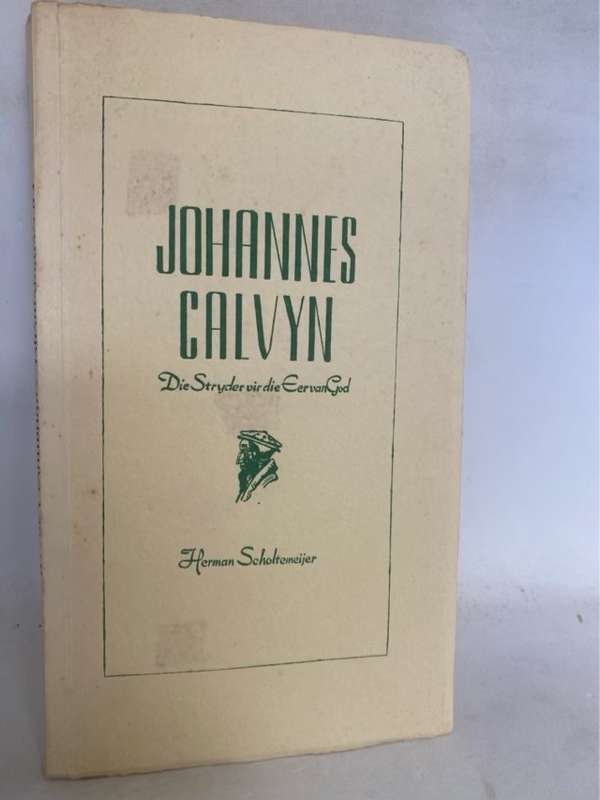 JOHANNES
CALVYN
Die Stryder vir die Eer van God
Herman Scholtemeijer